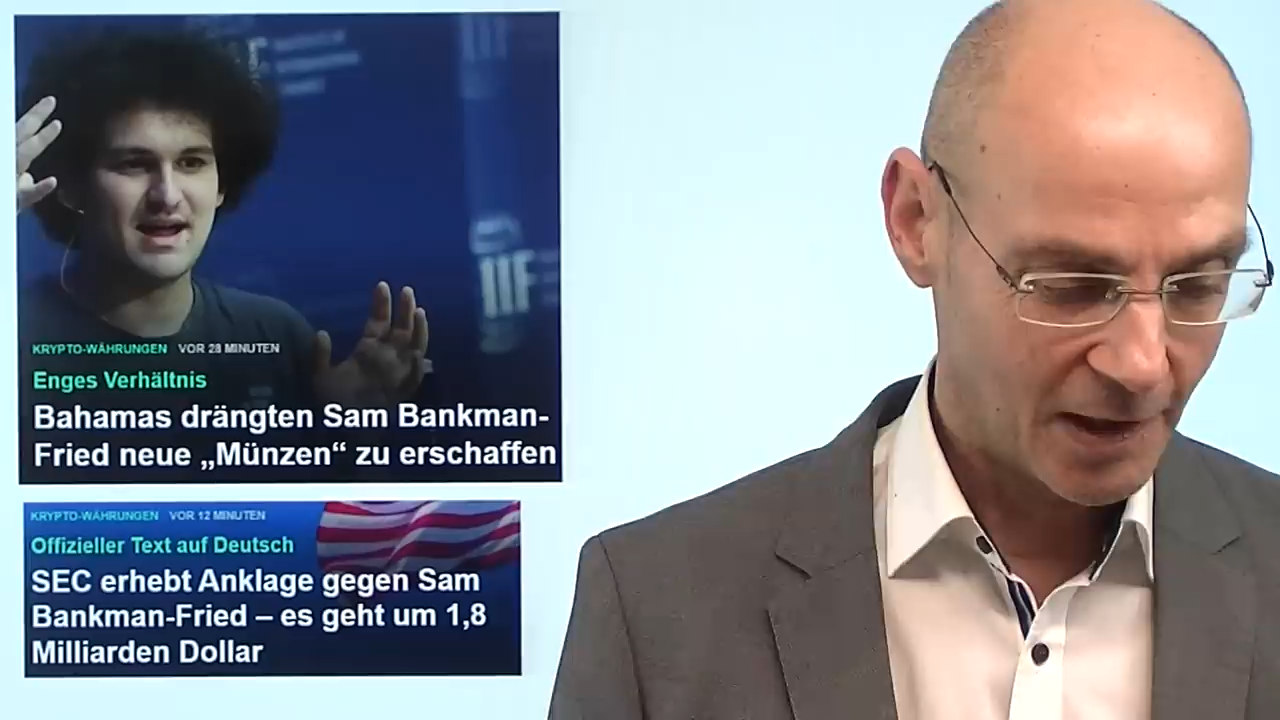 IIF
KRYPTO-WÄHRUNGEN VOR 28 MINUTEN
Enges Verhältnis
Bahamas drängten Sam Bankman-
Fried neue „Münzen“ zu erschaffen
KRYPTO-WÄHRUNGEN VOR 12 MINUTEN
Offizieller Text auf Deutsch
SEC erhebt Anklage gegen Sam
Bankman-Fried – es geht um 1,8
Milliarden Dollar